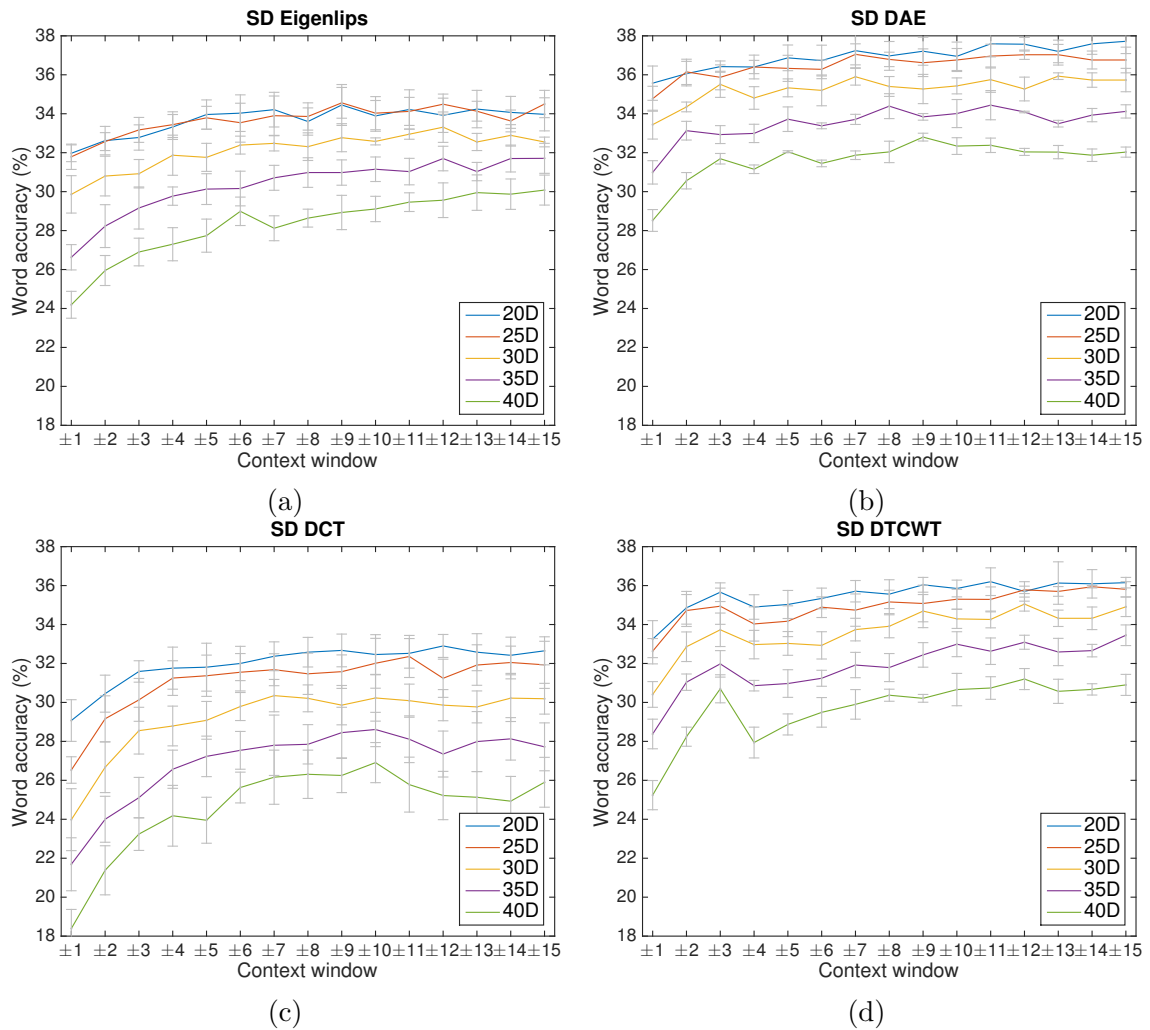 SD Eigenlips
38
36
34
32
30
28
26
24
22
20
18
Word accuracy (%)
±1 ±2 ±3 ±4 ±5 ±6 ±7 ±8 ±9 ±10 ±11 ±12 ±13 ±14 ±15
Context window
20D
25D
30D
35D
40D
(a)
SD DAE
38
36
34
32
30
28
26
24
22
20
18
Word accuracy (%)
±1 ±2 ±3 ±4 ±5 ±6 ±7 ±8 ±9 ±10 ±11 ±12 ±13 ±14 ±15
Context window
20D
25D
30D
35D
40D
(b)
SD DCT
38
36
34
32
30
28
26
24
22
20
18
Word accuracy (%)
±1 ±2 ±3 ±4 ±5 ±6 ±7 ±8 ±9 ±10 ±11 ±12 ±13 ±14 ±15
Context window
20D
25D
30D
35D
40D
(c)
SD DTCWT
38
36
34
32
30
28
26
24
22
20
18
Word accuracy (%)
±1 ±2 ±3 ±4 ±5 ±6 ±7 ±8 ±9 ±10 ±11 ±12 ±13 ±14 ±15
Context window
20D
25D
30D
35D
40D
(d)